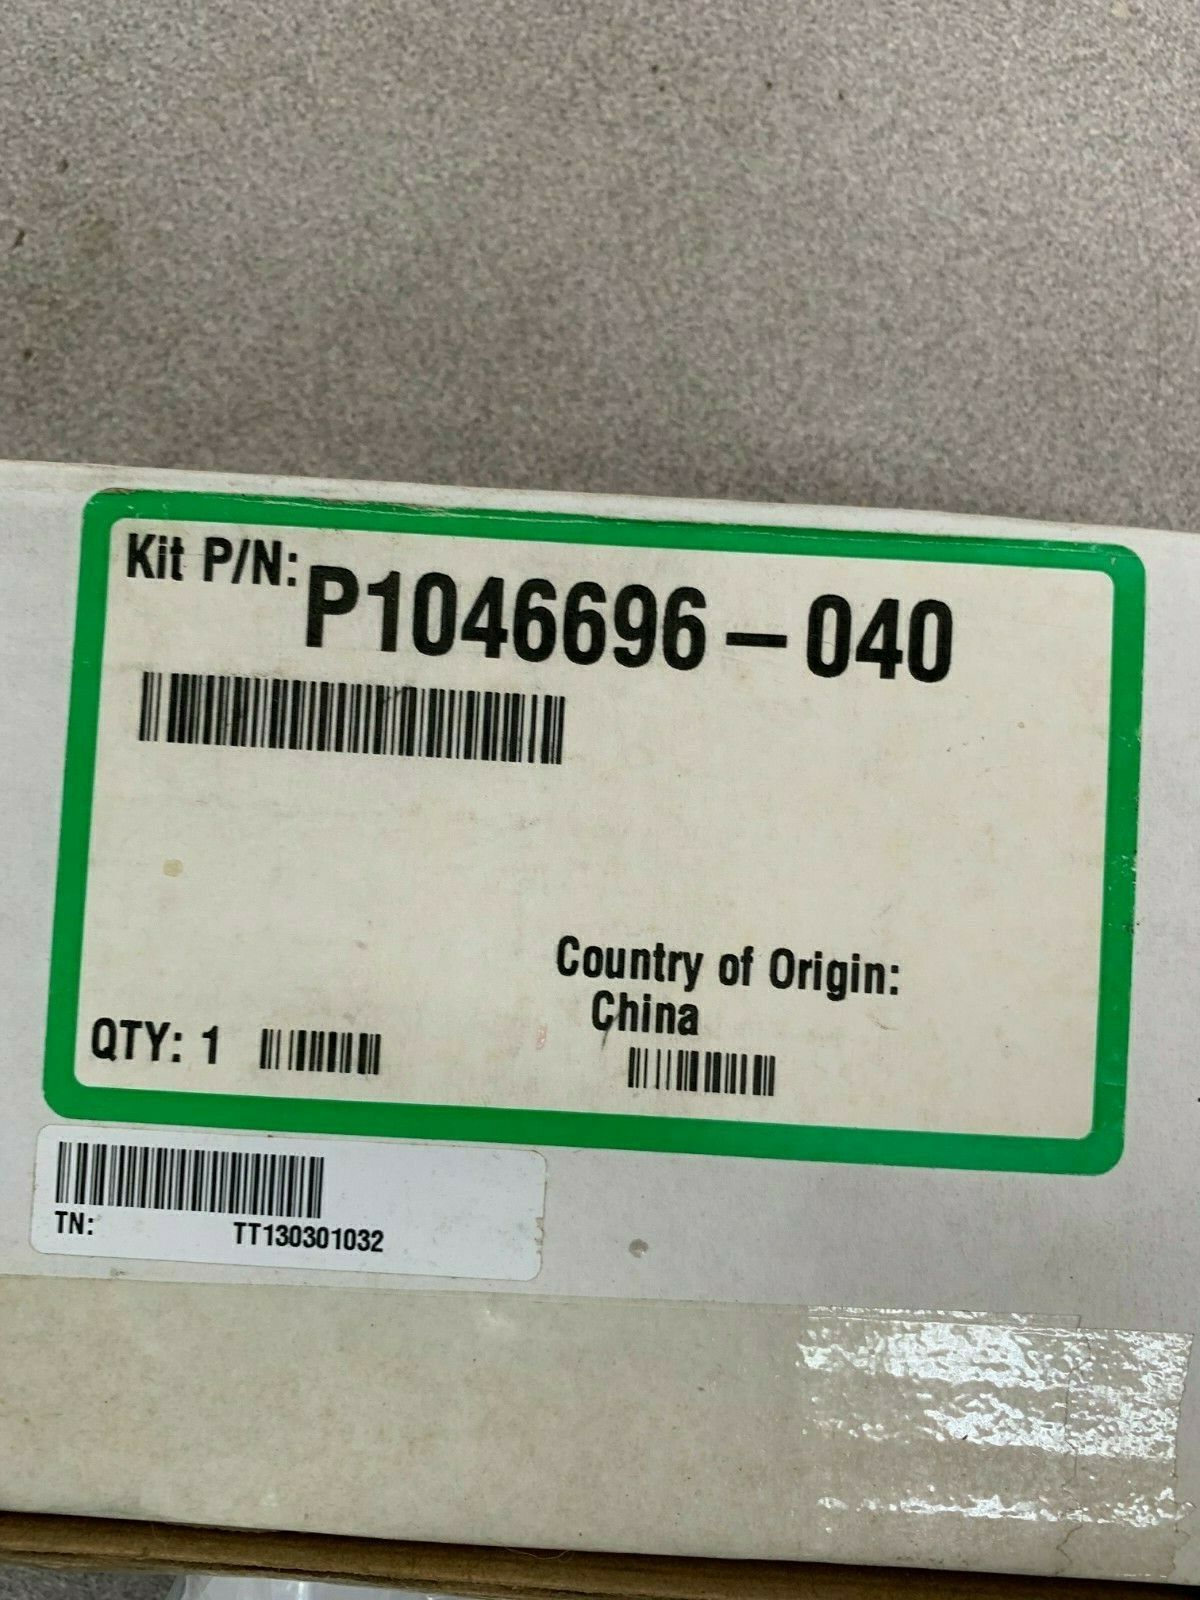 Kit P/N: P1046696-040
Country of Origin:
China
QTY: 1
TN: TT130301032